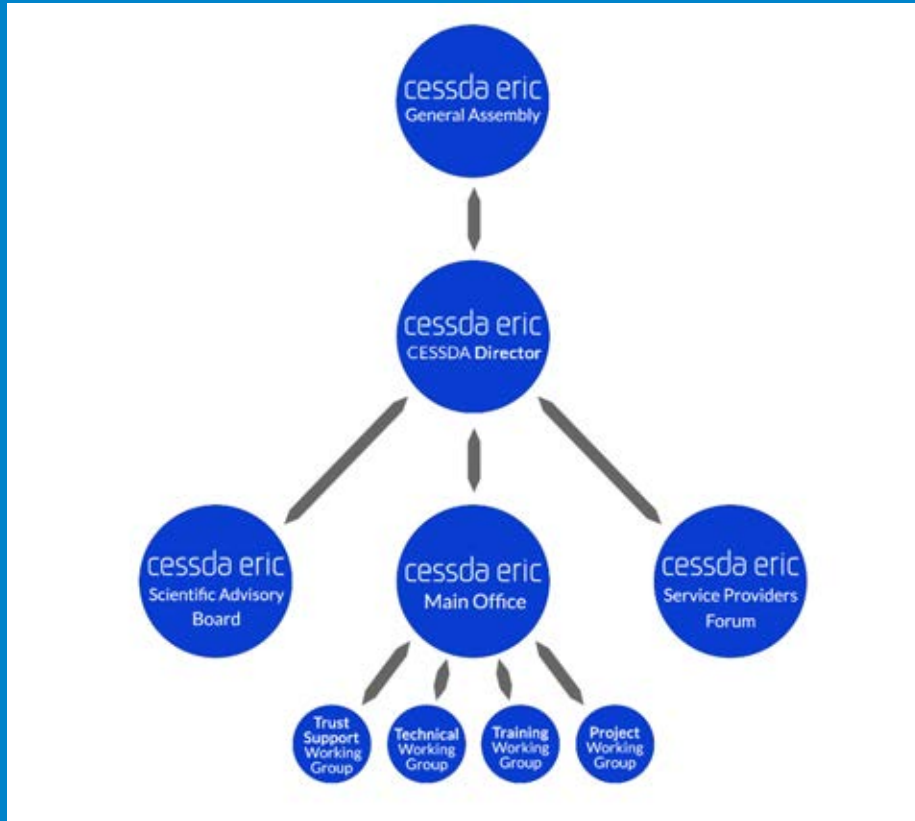 cessda eric
General Assembly
cessda eric
CESSDA Director
cessda eric
Scientific Advisory
Board
cessda eric
Main Office
cessda eric
Service Providers
Forum
Trust
Support
Working
Group
Technical
Working
Group
Training
Working
Group
Project
Working
Group